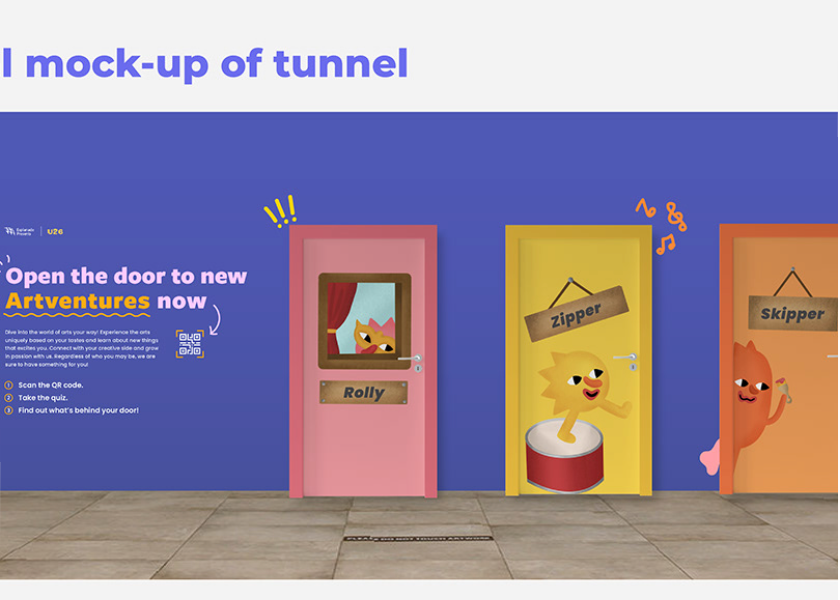 l mock-up of tunnel
Esplanade
Theatres
U26
Open the door to new
Artventures now
Dive into the world of arts your way! Experience the arts
uniquely based on your tastes and learn about new things
that excites you. Connect with your creative side and grow
in passion with us. Regardless of who you may be, we are
sure to have something for you!
1 Scan the QR code.
2 Take the quiz.
3 Find out what's behind your door!
Rolly
Zipper
Skipper
PLEASE DO NOT TOUCH ARTWORK